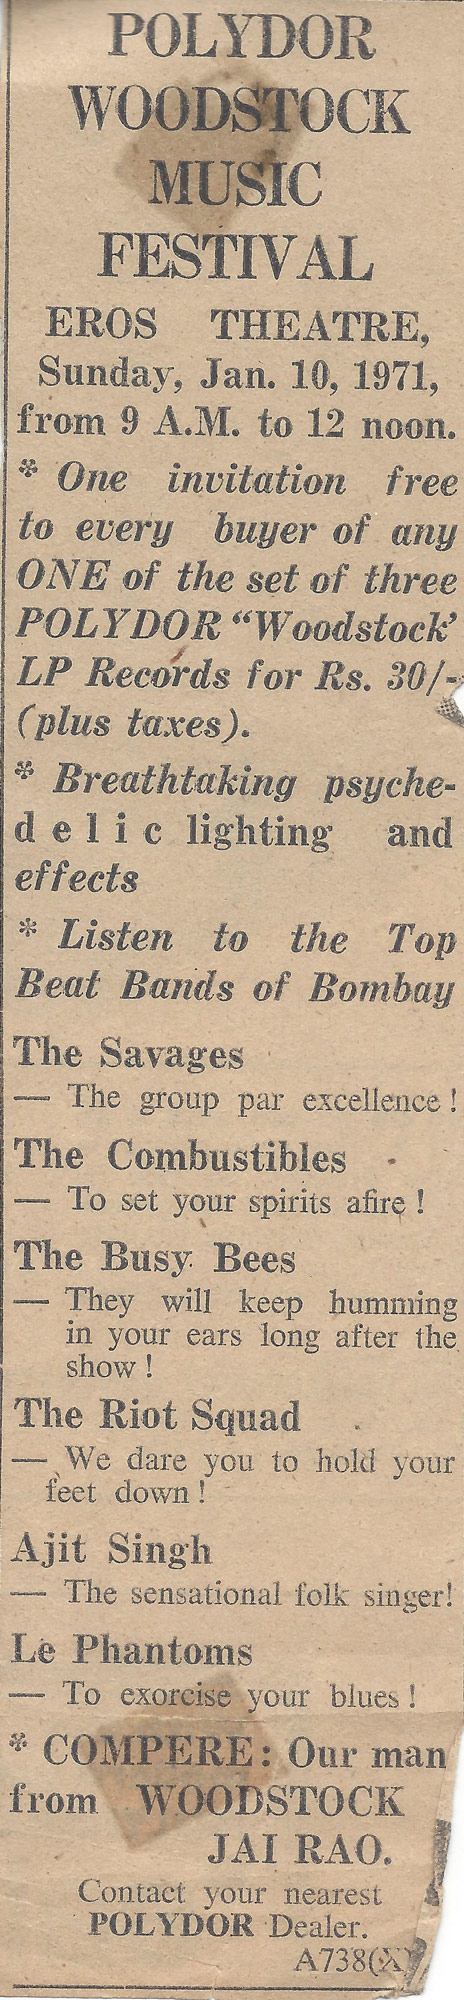 POLYDOR
WOODSTOCK
MUSIC
FESTIVAL
EROS THEATRE,
Sunday, Jan. 10, 1971,
from 9 A.M. to 12 noon.
* One invitation free
to every buyer of any
ONE of the set of three
POLYDOR "Woodstock'
LP Records for Rs. 30/-
(plus taxes).
* Breathtaking psyche-
delic lighting and
effects
* Listen to the Top
Beat Bands of Bombay
The Savages
— The group par excellence !
The Combustibles
— To set your spirits afire !
The Busy Bees
— They will keep humming
in your ears long after the
show !
The Riot Squad
— We dare you to hold your
feet down !
Ajit Singh
— The sensational folk singer!
Le Phantoms
— To exorcise your blues !
* COMPERE: Our man
from WOODSTOCK
JAI RAO.
Contact your nearest
POLYDOR Dealer.
A738(X)